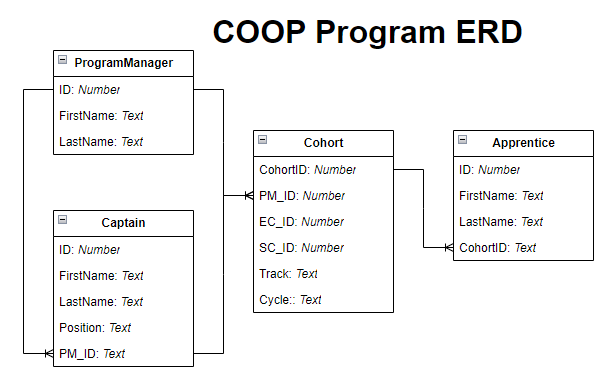 COOP Program ERD
ProgramManager
ID: Number
FirstName: Text
LastName: Text
Captain
ID: Number
FirstName: Text
LastName: Text
Position: Text
PM_ID: Text
Cohort
CohortID: Number
PM_ID: Number
EC_ID: Number
SC_ID: Number
Track: Text
Cycle:: Text
Apprentice
ID: Number
FirstName: Text
LastName: Text
CohortID: Text